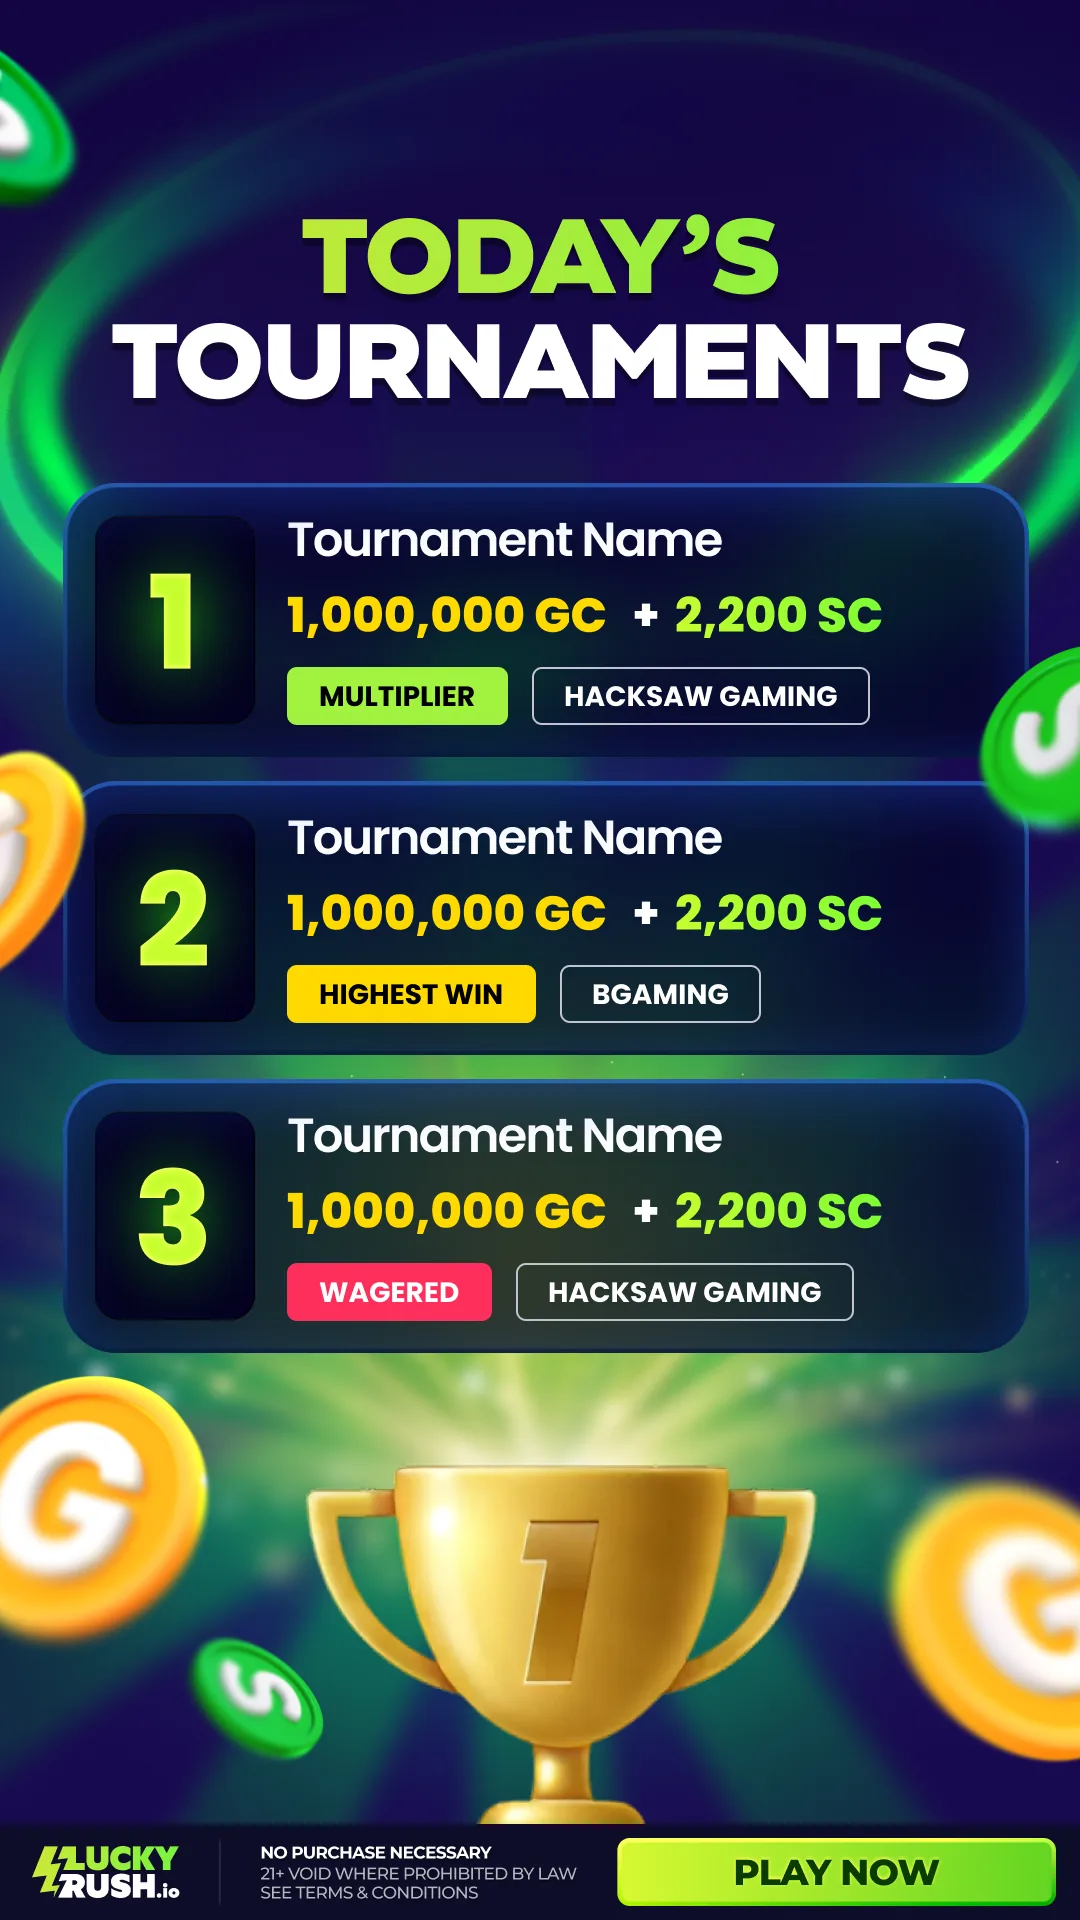 TODAY'S
TOURNAMENTS
1
Tournament Name
1,000,000 GC + 2,200 SC
MULTIPLIER
HACKSAW GAMING
2
Tournament Name
1,000,000 GC + 2,200 SC
HIGHEST WIN
BGAMING
3
Tournament Name
1,000,000 GC + 2,200 SC
WAGERED
HACKSAW GAMING
S
G
1
G
S
LUCKY
RUSH.io
NO PURCHASE NECESSARY
21+ VOID WHERE PROHIBITED BY LAW
SEE TERMS & CONDITIONS
PLAY NOW